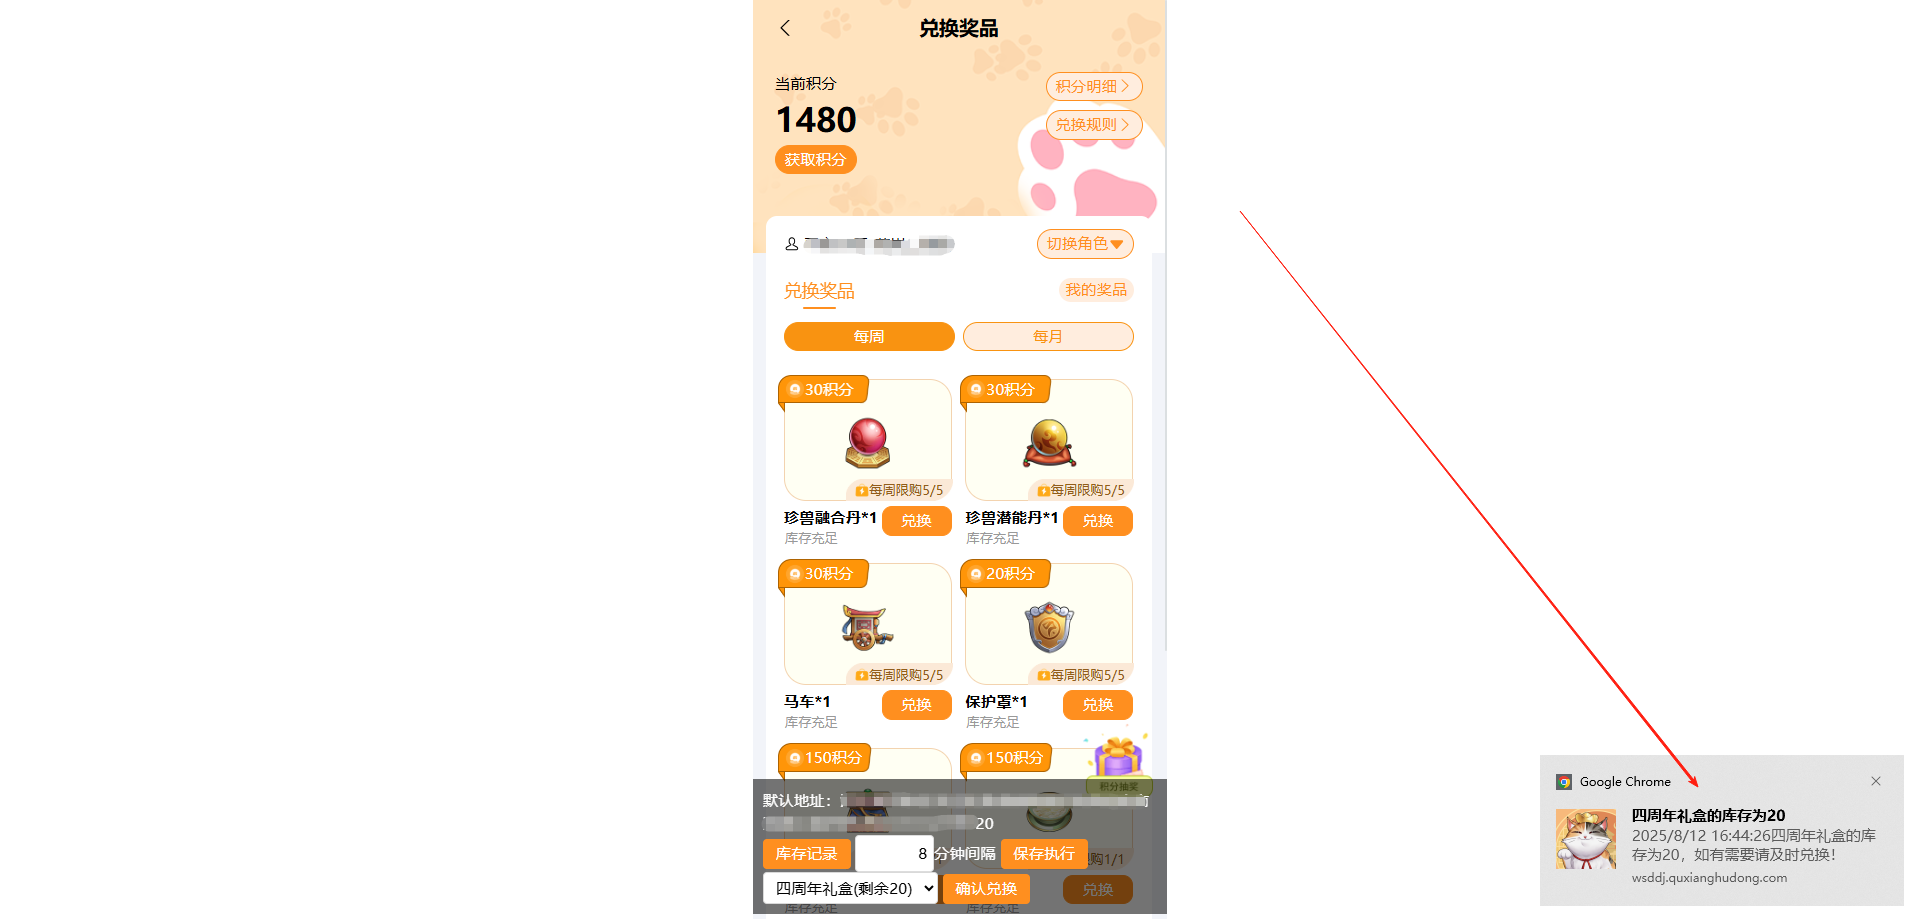 兑换奖品
当前积分
1480
获取积分
积分明细
兑换规则
切换角色
兑换奖品
我的奖品
每周
每月
30积分
30积分
每周限购5/5
每周限购5/5
珍兽融合丹*1
兑换
珍兽潜能丹*1
兑换
库存充足
库存充足
30积分
20积分
每周限购5/5
每周限购5/5
马车*1
兑换
保护罩*1
兑换
库存充足
库存充足
150积分
150积分
积分抽奖
默认地址：
20
库存记录
8
分钟间隔
保存执行
购1/1
四周年礼盒(剩余20)
确认兑换
兑换
库存充足
库存充足
Google Chrome
四周年礼盒的库存为20
2025/8/12 16:44:26四周年礼盒的库
存为20，如有需要请及时兑换！
wsddj.quxianghudong.com